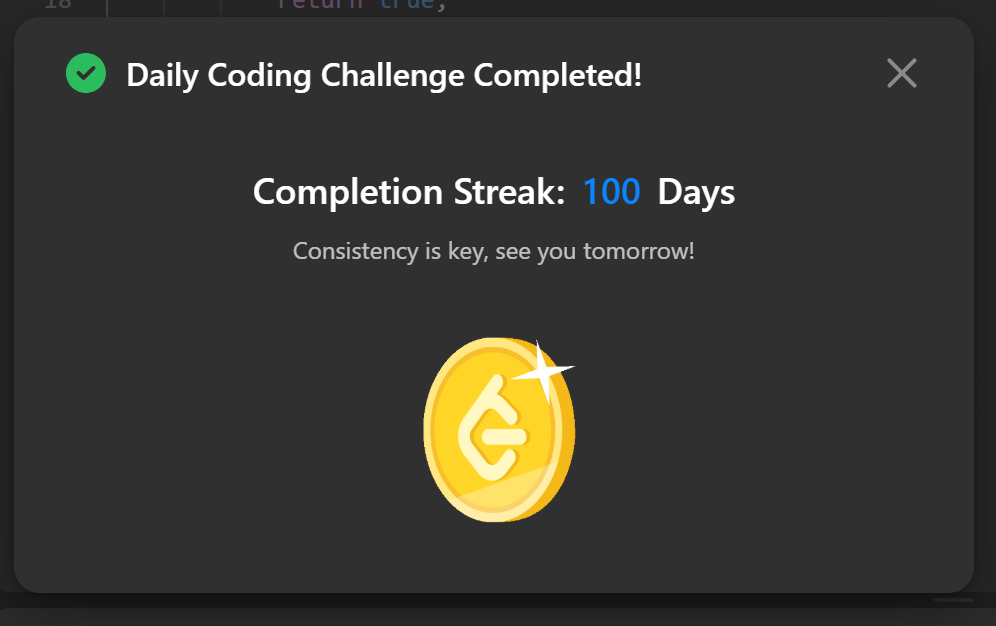 18 return true;
Daily Coding Challenge Completed!
Completion Streak: 100 Days
Consistency is key, see you tomorrow!